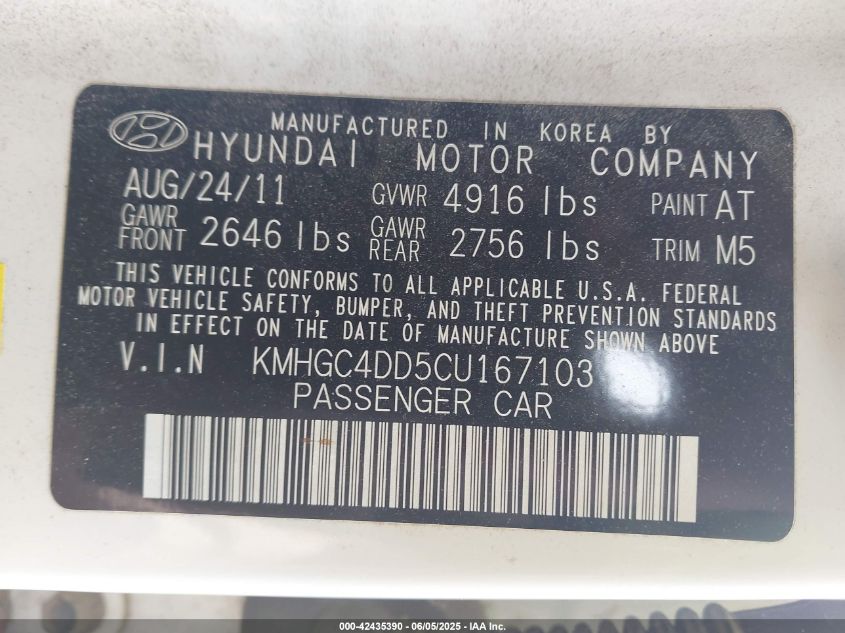 MANUFACTURED IN KOREA BY
HYUNDAI MOTOR COMPANY
AUG/24/11 GVWR 4916 lbs PAINT AT
GAWR FRONT 2646 lbs GAWR REAR 2756 lbs TRIM M5
THIS VEHICLE CONFORMS TO ALL APPLICABLE U.S.A. FEDERAL
MOTOR VEHICLE SAFETY, BUMPER, AND THEFT PREVENTION STANDARDS
IN EFFECT ON THE DATE OF MANUFACTURE SHOWN ABOVE
V.I.N KMHGC4DD5CU167103
PASSENGER CAR
000-42435390 - 06/05/2025 - IAA Inc.